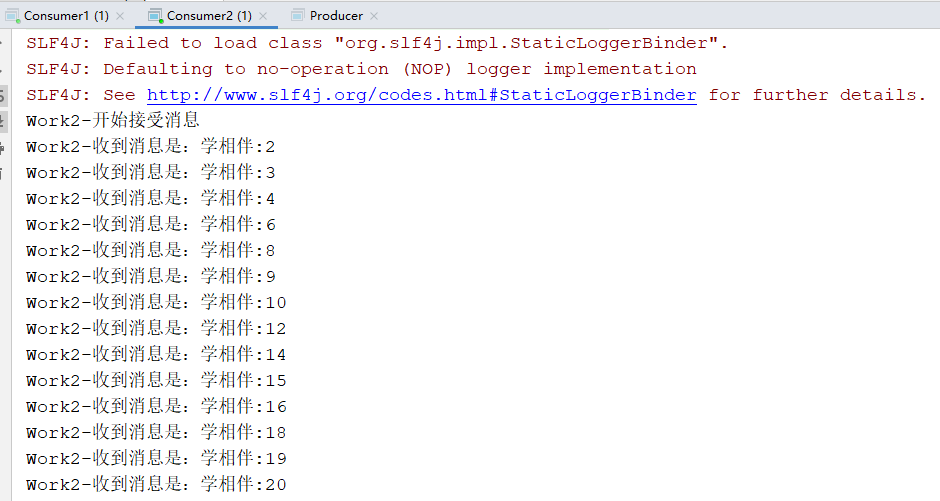 Consumer1 (1) Consumer2 (1) Producer
SLF4J: Failed to load class "org.slf4j.impl.StaticLoggerBinder".
SLF4J: Defaulting to no-operation (NOP) logger implementation
SLF4J: See http://www.slf4j.org/codes.html#StaticLoggerBinder for further details.
Work2-开始接受消息
Work2-收到消息是：学相伴:2
Work2-收到消息是：学相伴:3
Work2-收到消息是：学相伴:4
Work2-收到消息是：学相伴:6
Work2-收到消息是：学相伴:8
Work2-收到消息是：学相伴:9
Work2-收到消息是：学相伴:10
Work2-收到消息是：学相伴:12
Work2-收到消息是：学相伴:14
Work2-收到消息是：学相伴:15
Work2-收到消息是：学相伴:16
Work2-收到消息是：学相伴:18
Work2-收到消息是：学相伴:19
Work2-收到消息是：学相伴:20